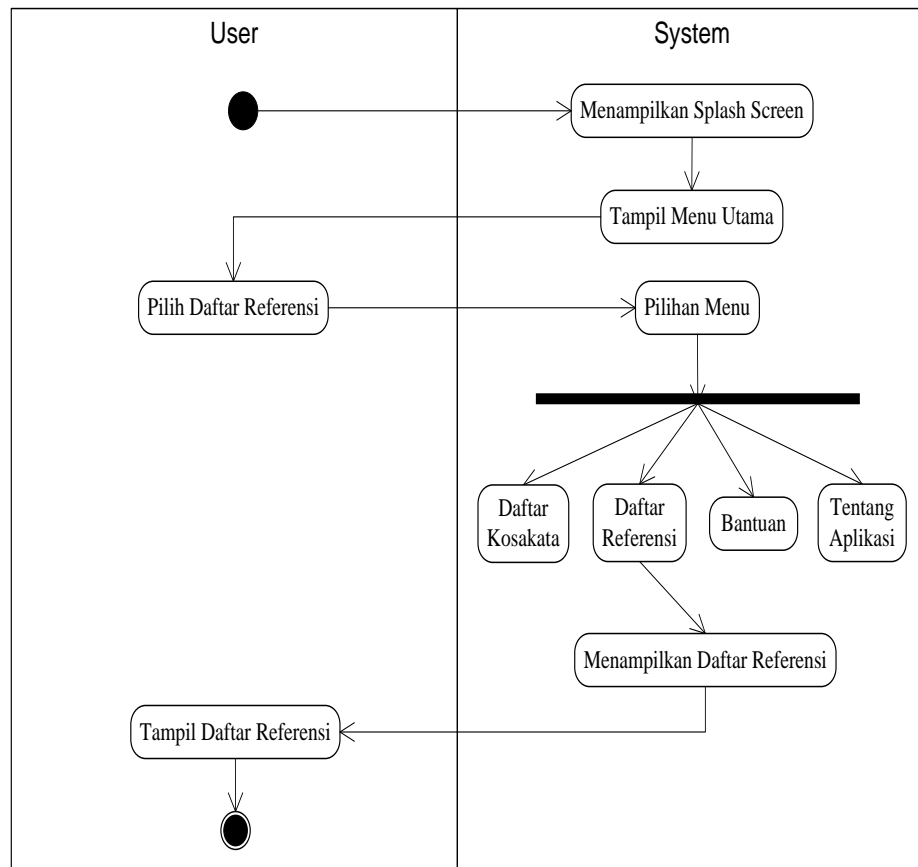 User
System
Menampilkan Splash Screen
Tampil Menu Utama
Pilih Daftar Referensi
Pilihan Menu
Daftar
Kosakata
Daftar
Referensi
Bantuan
Tentang
Aplikasi
Menampilkan Daftar Referensi
Tampil Daftar Referensi